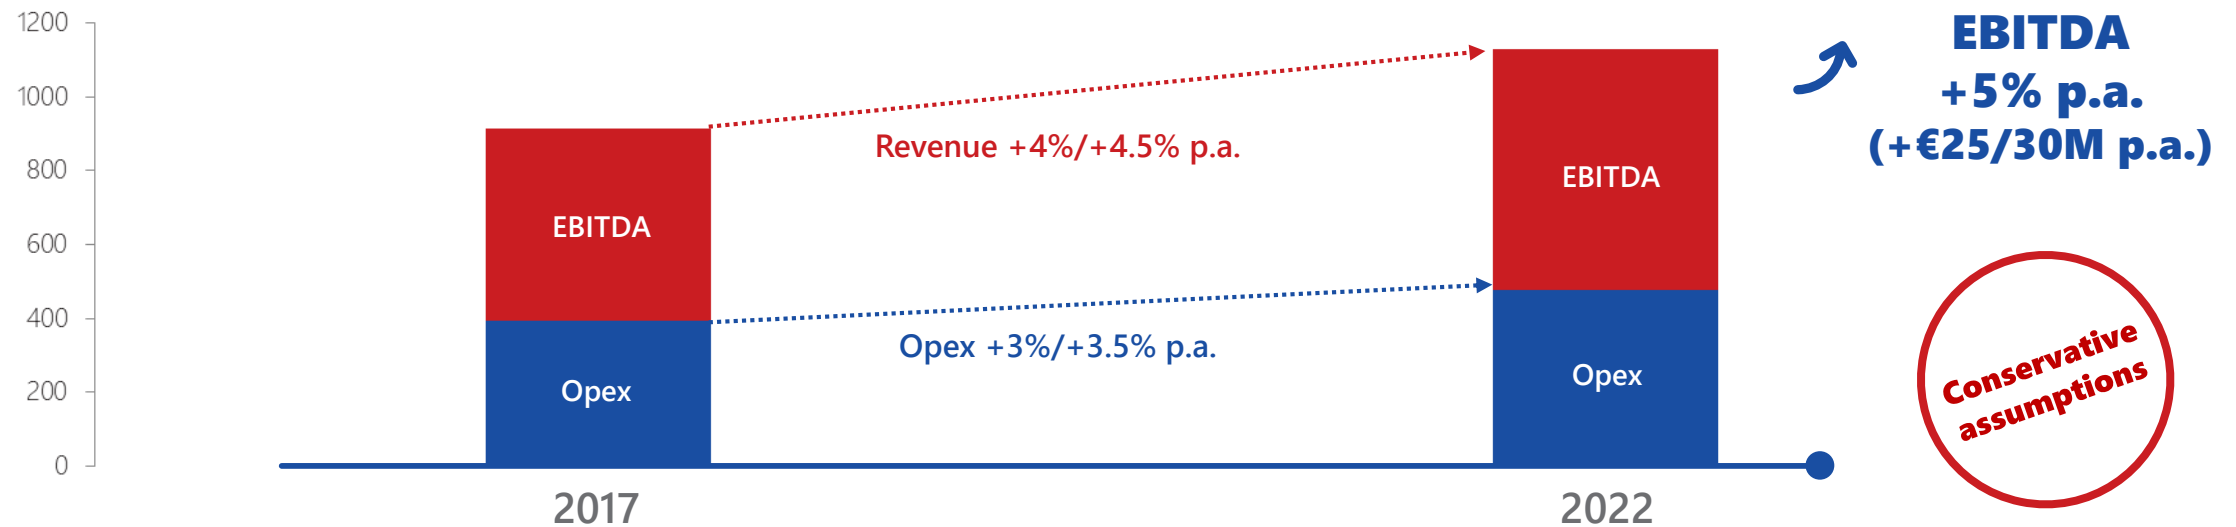 1200
1000
800
600
400
200
0
EBITDA
Opex
2017
Revenue +4%/+4.5% p.a.
Opex +3%/+3.5% p.a.
EBITDA
Opex
2022
EBITDA
+5% p.a.
(+€25/30M p.a.)
Conservative
assumptions